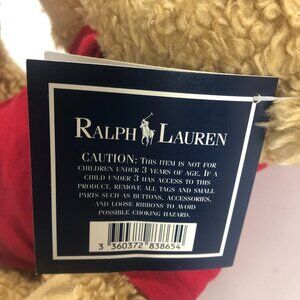 RALPH LAUREN
CAUTION: THIS ITEM IS NOT FOR
CHILDREN UNDER 3 YEARS OF AGE. IF A
CHILD UNDER 3 HAS ACCESS TO THIS
PRODUCT, REMOVE ALL TAGS AND SMALL
PARTS SUCH AS BUTTONS, ACCESSORIES,
AND LOOSE RIBBONS TO AVOID
POSSIBLE CHOKING HAZARD.
3 360372 838654